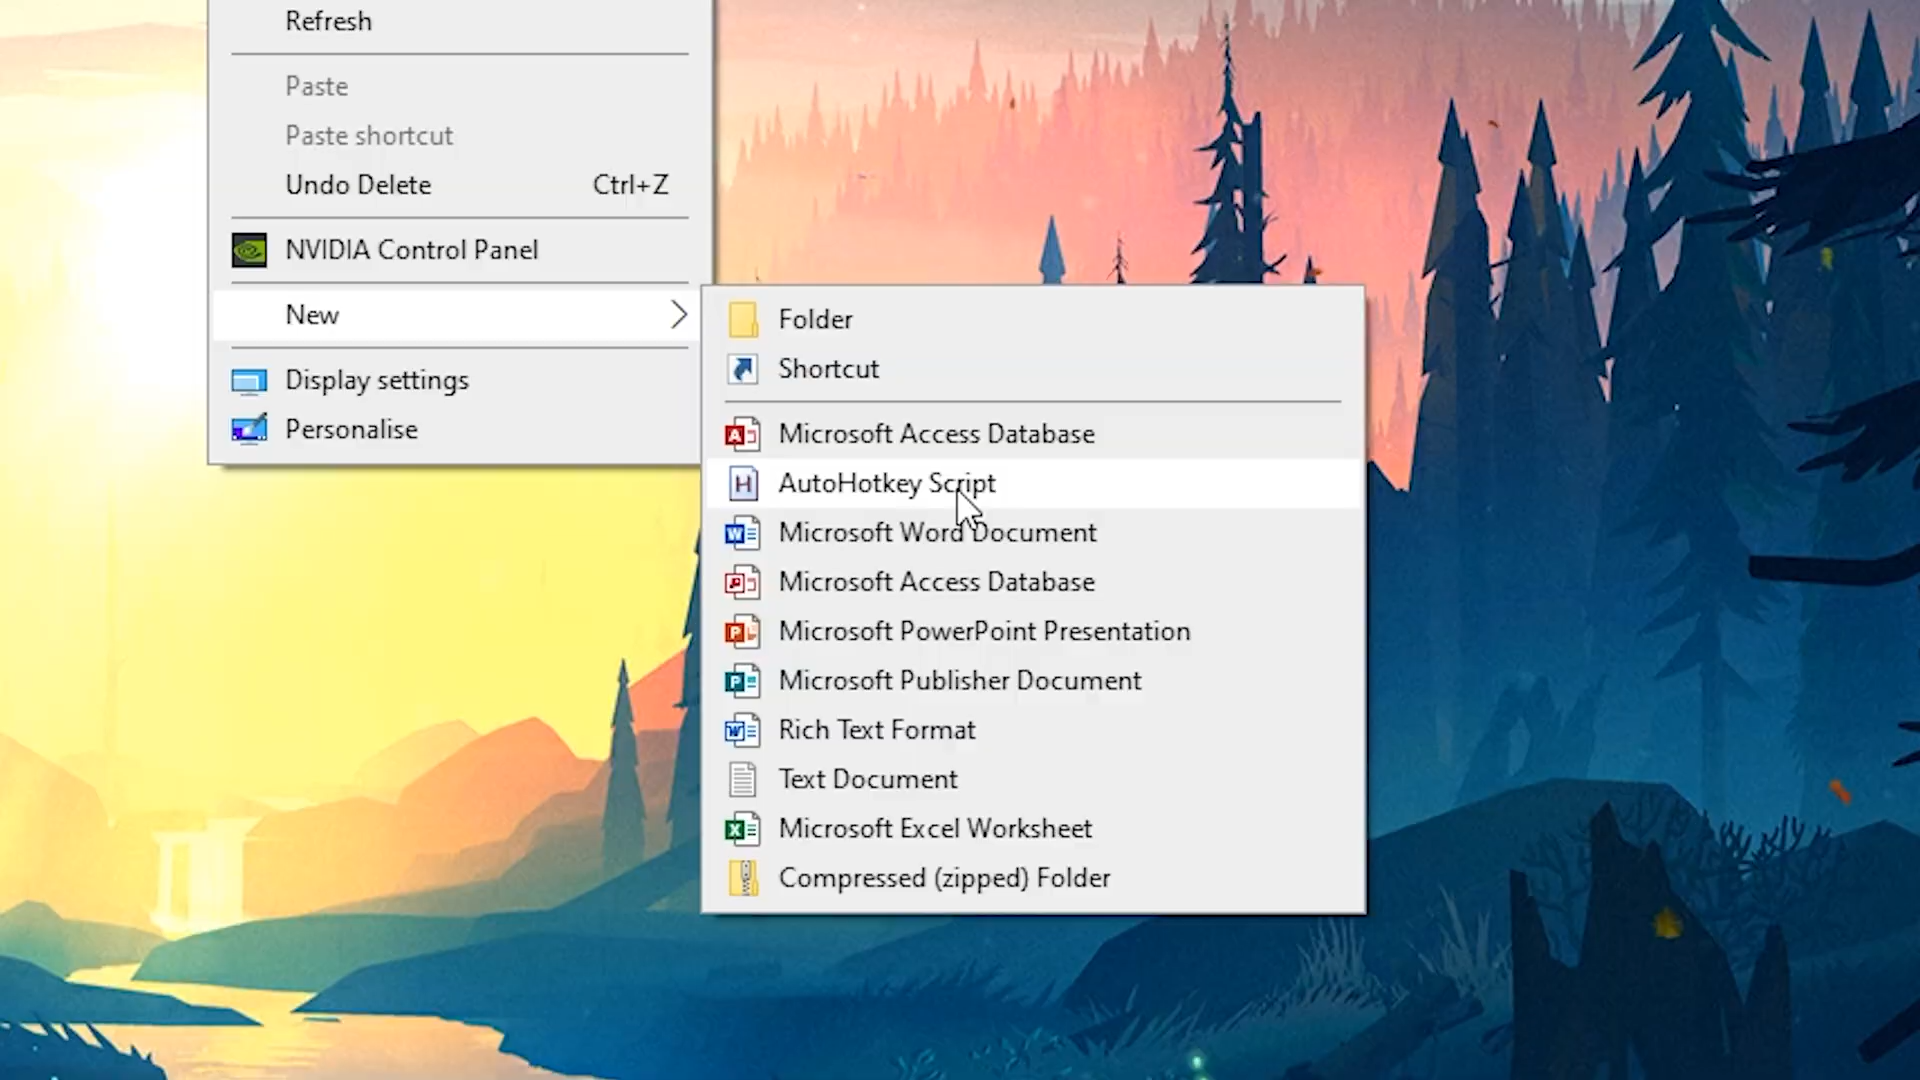 Refresh
Paste
Paste shortcut
Undo Delete Ctrl+Z
NVIDIA Control Panel
New
Display settings
Personalise
Folder
Shortcut
Microsoft Access Database
AutoHotkey Script
Microsoft Word Document
Microsoft Access Database
Microsoft PowerPoint Presentation
Microsoft Publisher Document
Rich Text Format
Text Document
Microsoft Excel Worksheet
Compressed (zipped) Folder